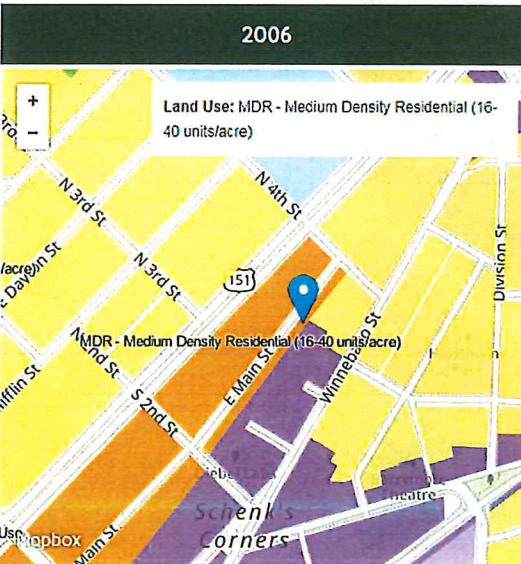 2006
+
−
Land Use: MDR - Medium Density Residential (16-
40 units/acre)
N 4th St
N 3rd St
Division St
/acre)
N 3rd St
151
MDR - Medium Density Residential (16-40 units/acre)
Winnebago St
E Main St
S 2nd St
Schenk's
Corners
Main St
Mapbox